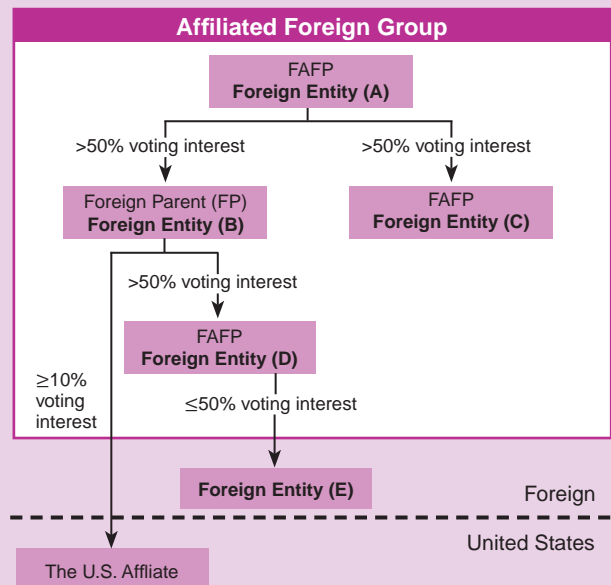 Affiliated Foreign Group
FAFP
Foreign Entity (A)
>50% voting interest
>50% voting interest
Foreign Parent (FP)
Foreign Entity (B)
FAFP
Foreign Entity (C)
>50% voting interest
FAFP
Foreign Entity (D)
≥10%
voting
interest
≤50% voting interest
Foreign Entity (E)
Foreign
United States
The U.S. Affliate